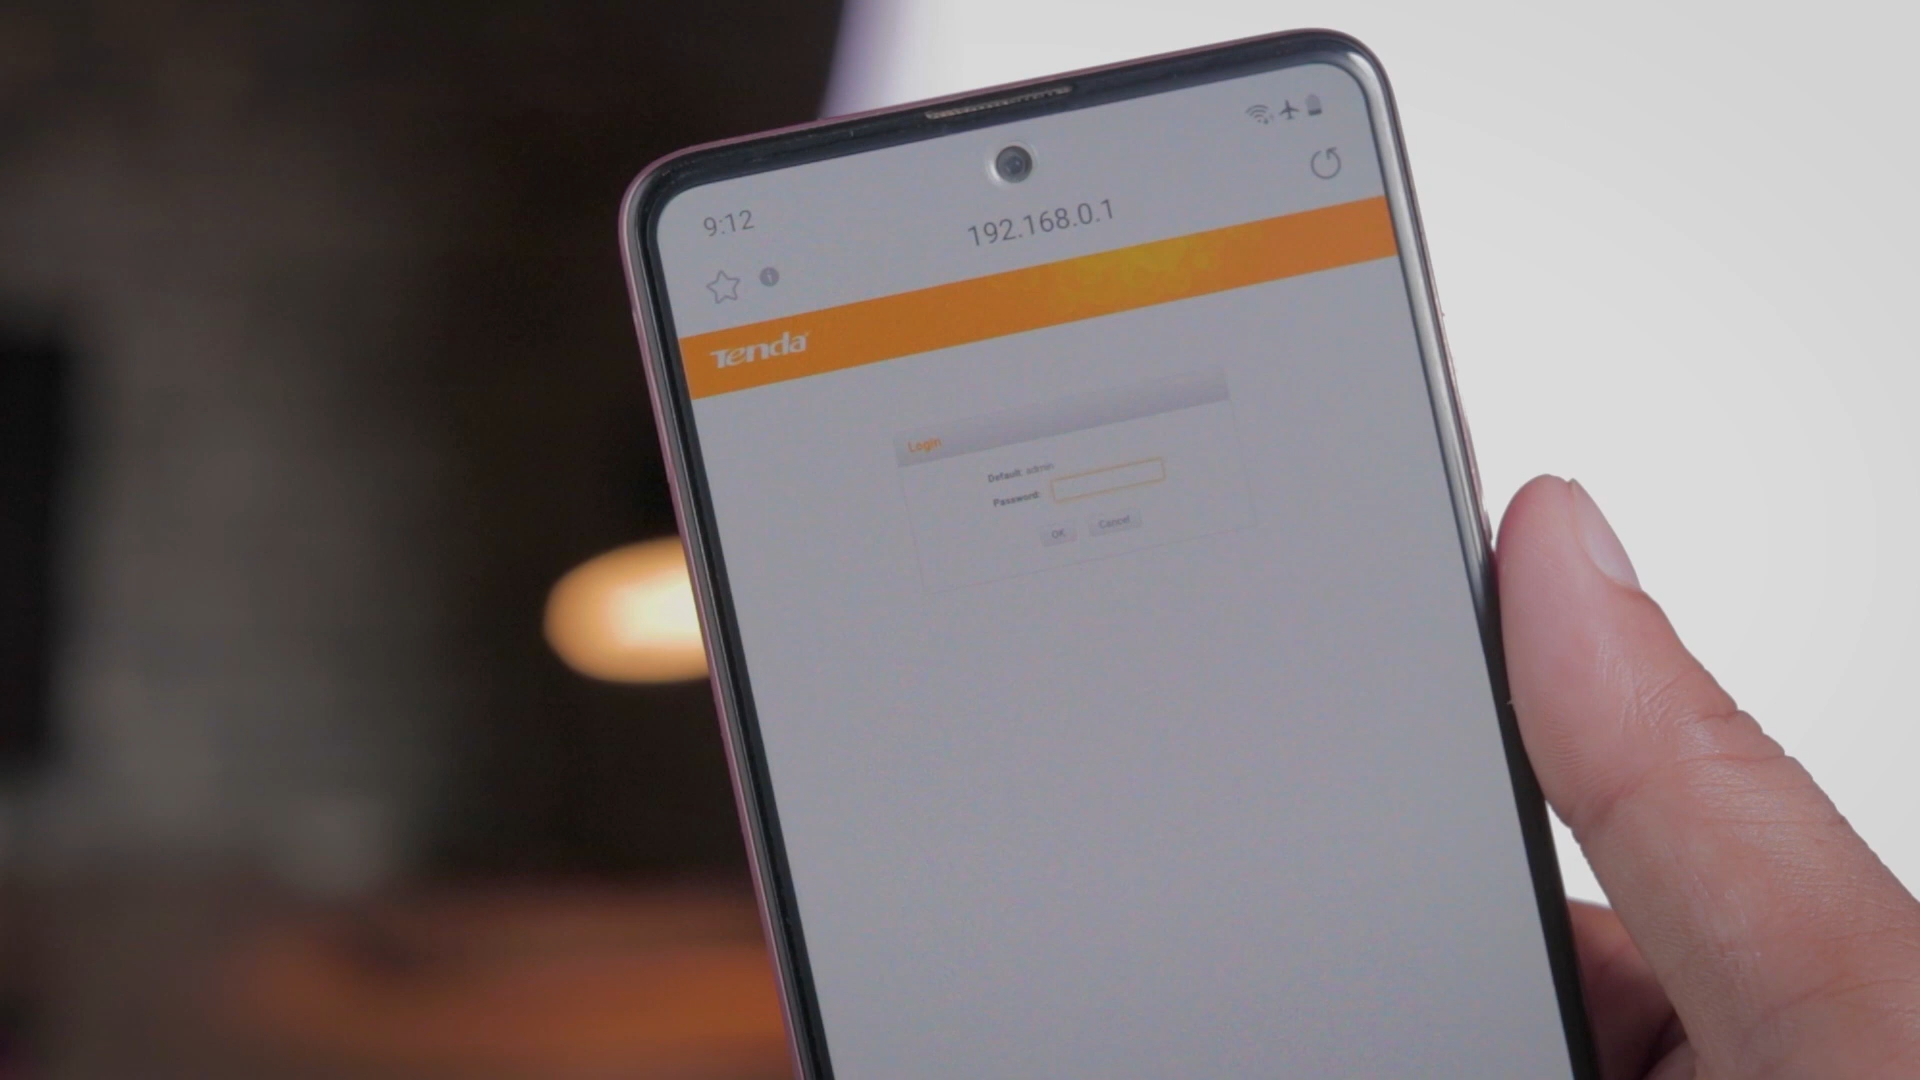 9:12
192.168.0.1
Tenda
Login
Default: admin
Password:
OK Cancel